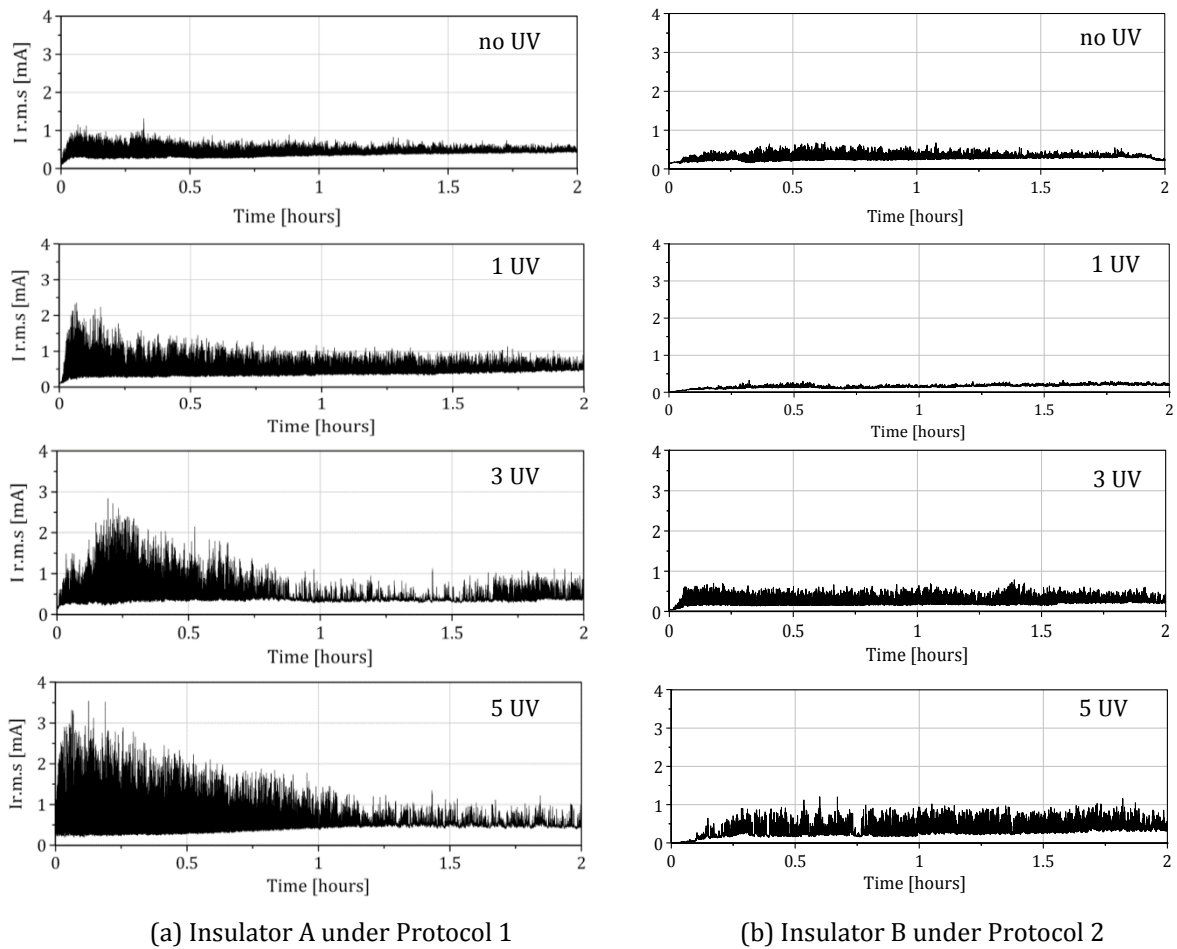 I r.m.s [mA]
4
3
2
1
0
no UV
0 0.5 1 1.5 2
Time [hours]
4
3
2
1
0
no UV
0 0.5 1 1.5 2
Time [hours]
I r.m.s [mA]
4
3
2
1
0
1 UV
0 0.5 1 1.5 2
Time [hours]
4
3
2
1
0
1 UV
0 0.5 1 1.5 2
Time [hours]
I r.m.s [mA]
4
3
2
1
0
3 UV
0 0.5 1 1.5 2
Time [hours]
4
3
2
1
0
3 UV
0 0.5 1 1.5 2
Time [hours]
Ir.m.s [mA]
4
3
2
1
0
5 UV
0 0.5 1 1.5 2
Time [hours]
4
3
2
1
0
5 UV
0 0.5 1 1.5 2
Time [hours]
(a) Insulator A under Protocol 1
(b) Insulator B under Protocol 2